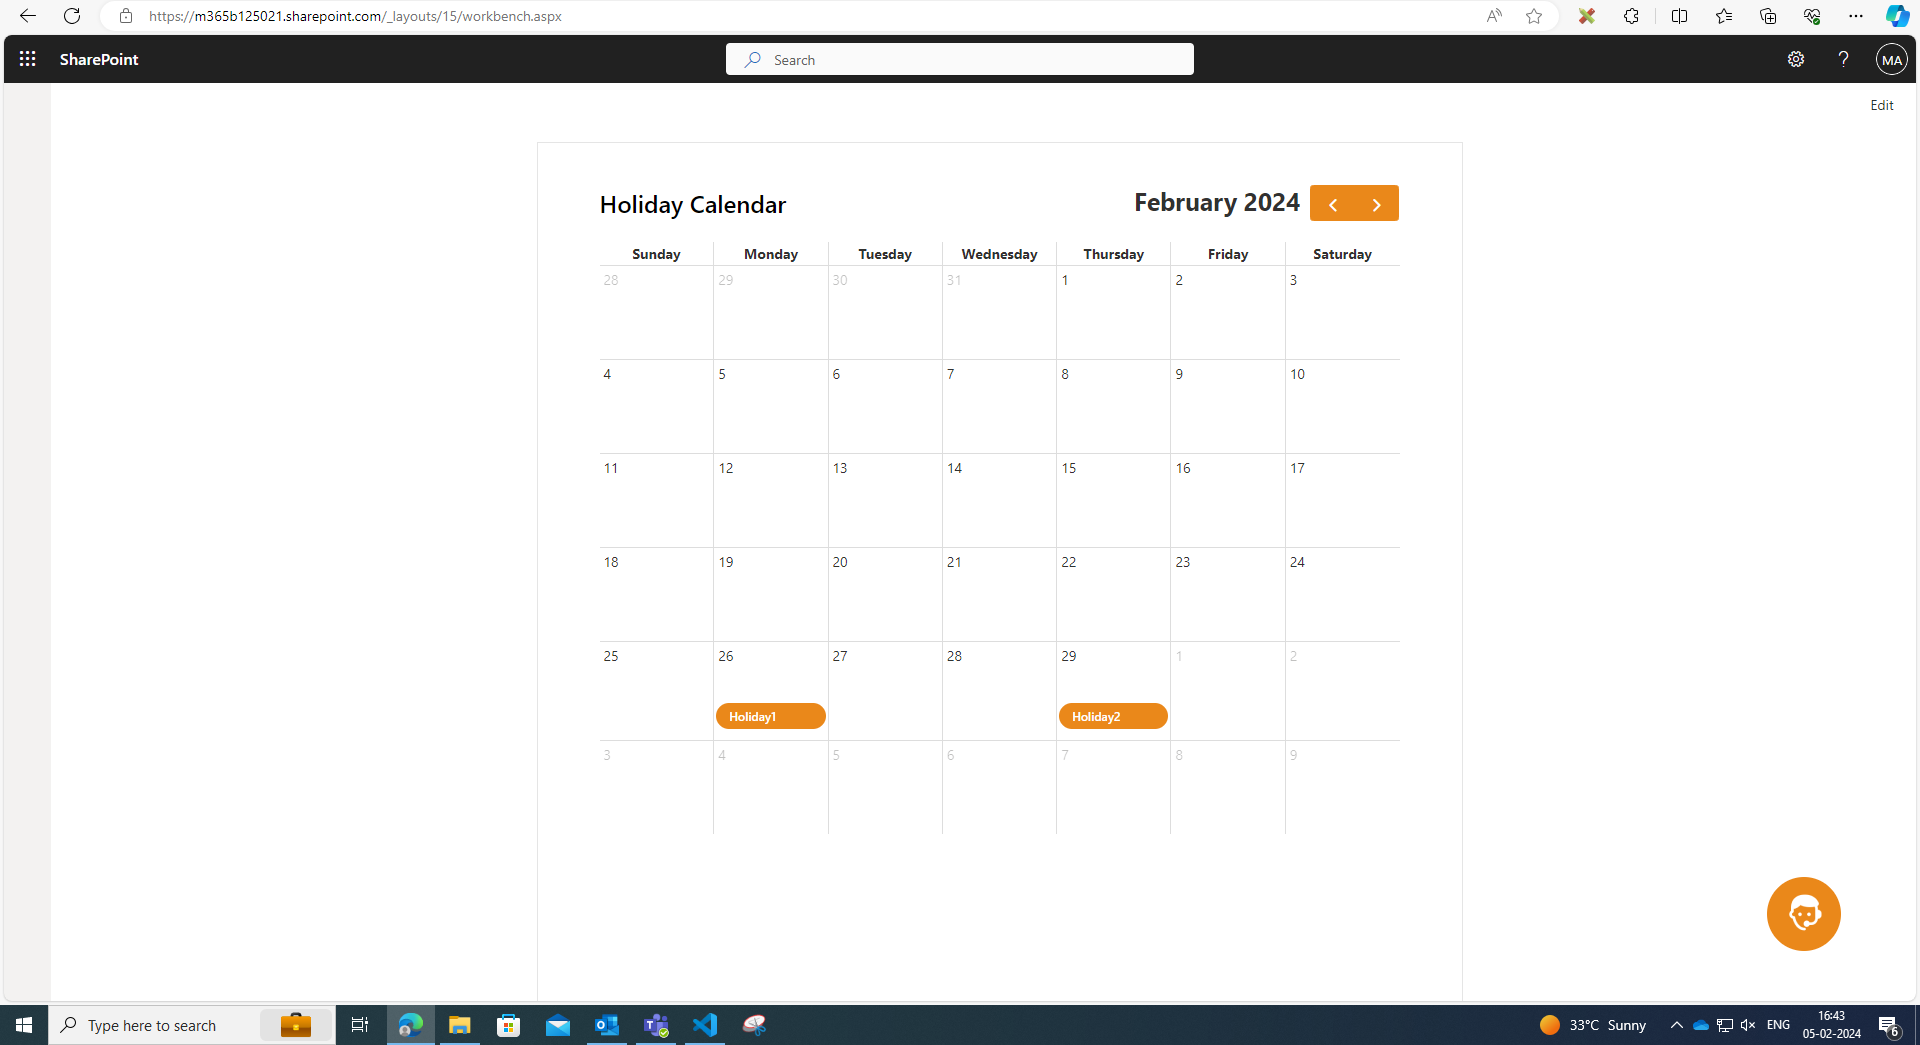 https://m365b125021.sharepoint.com/_layouts/15/workbench.aspx
SharePoint
Search
?
MA
Edit
Holiday Calendar
February 2024
Sunday Monday Tuesday Wednesday Thursday Friday Saturday
28 29 30 31 1 2 3
4 5 6 7 8 9 10
11 12 13 14 15 16 17
18 19 20 21 22 23 24
25 26 27 28 29 1 2
Holiday1 Holiday2
3 4 5 6 7 8 9
Type here to search
33°C Sunny
ENG
16:43
05-02-2024
6